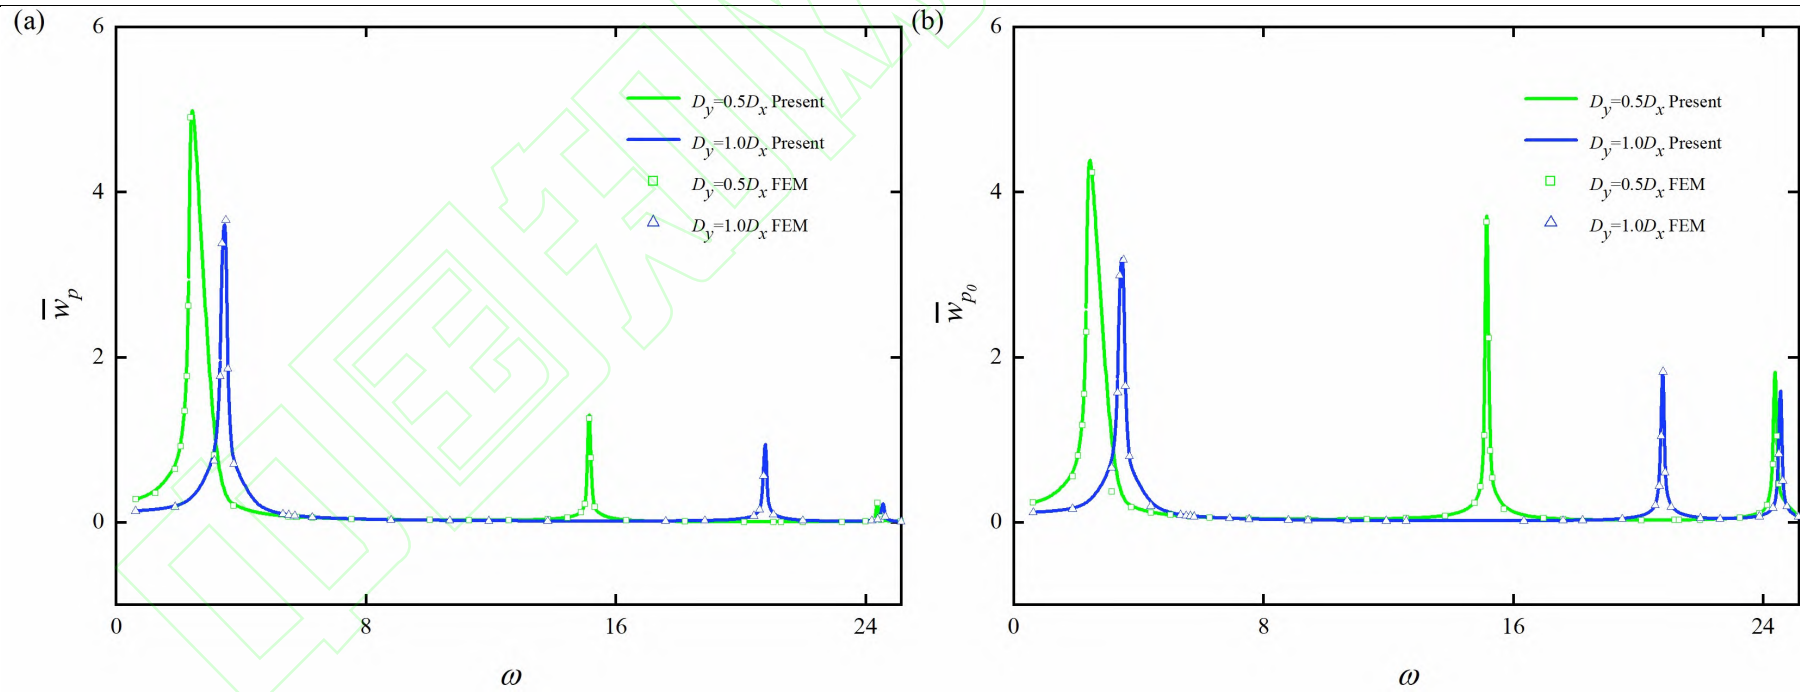 (a)
6
4
2
0
w̅p
0 8 16 24
ω
Dy=0.5Dx Present
Dy=1.0Dx Present
Dy=0.5Dx FEM
Dy=1.0Dx FEM
(b)
6
4
2
0
w̅p0
0 8 16 24
ω
Dy=0.5Dx Present
Dy=1.0Dx Present
Dy=0.5Dx FEM
Dy=1.0Dx FEM